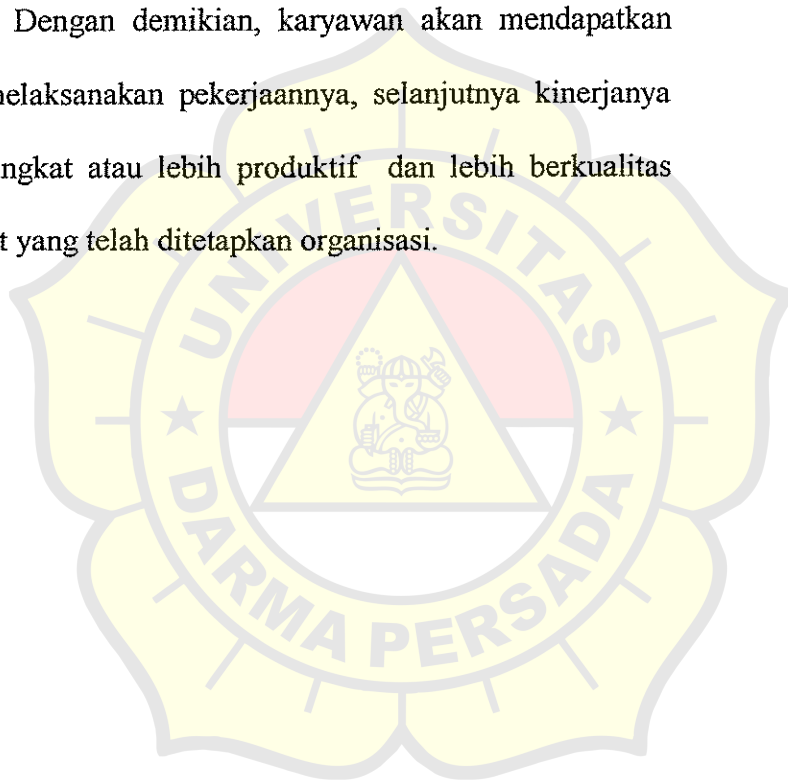 Dengan demikian, karyawan akan mendapatkan
elaksanakan pekerjaannya, selanjutnya kinerjanya
ngkat atau lebih produktif dan lebih berkualitas
t yang telah ditetapkan organisasi.
UNIVERSITAS
DARMA PERSADA